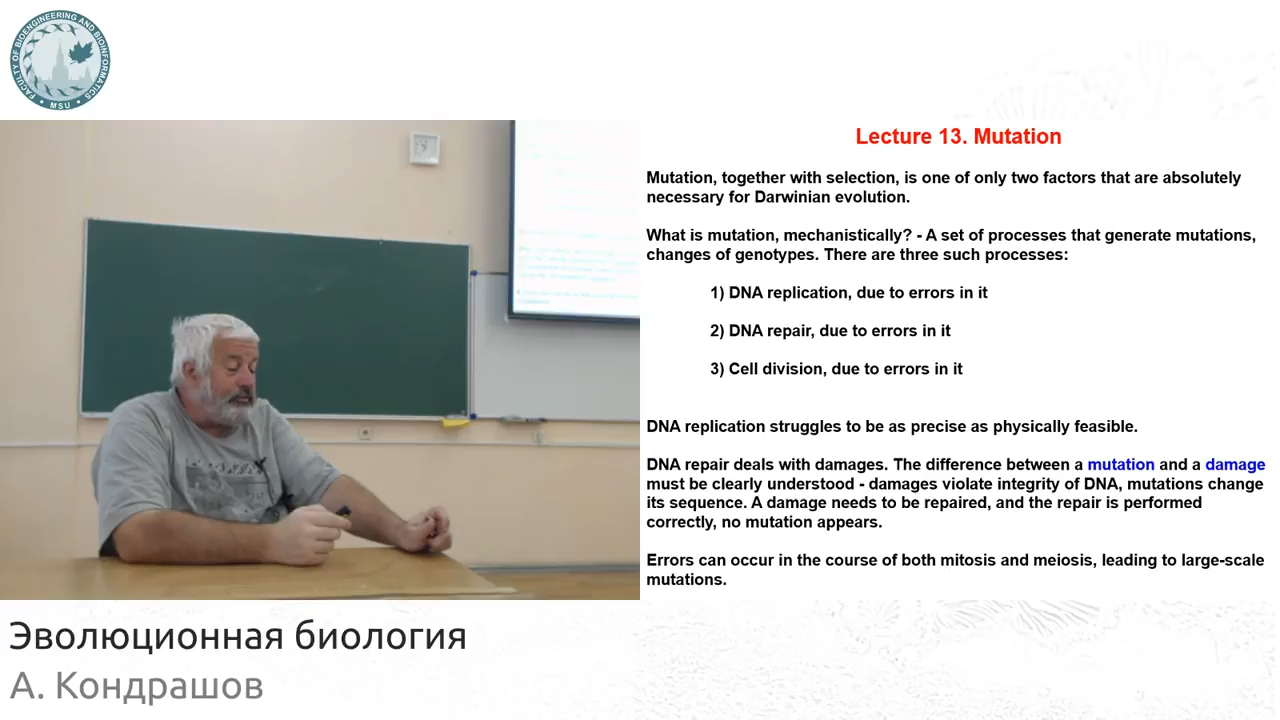 FACULTY OF BIOENGINEERING AND BIOINFORMATICS
• MSU •
Lecture 13. Mutation
Mutation, together with selection, is one of only two factors that are absolutely
necessary for Darwinian evolution.
What is mutation, mechanistically? - A set of processes that generate mutations,
changes of genotypes. There are three such processes:
1) DNA replication, due to errors in it
2) DNA repair, due to errors in it
3) Cell division, due to errors in it
DNA replication struggles to be as precise as physically feasible.
DNA repair deals with damages. The difference between a mutation and a damage
must be clearly understood - damages violate integrity of DNA, mutations change
its sequence. A damage needs to be repaired, and the repair is performed
correctly, no mutation appears.
Errors can occur in the course of both mitosis and meiosis, leading to large-scale
mutations.
Эволюционная биология
А. Кондрашов